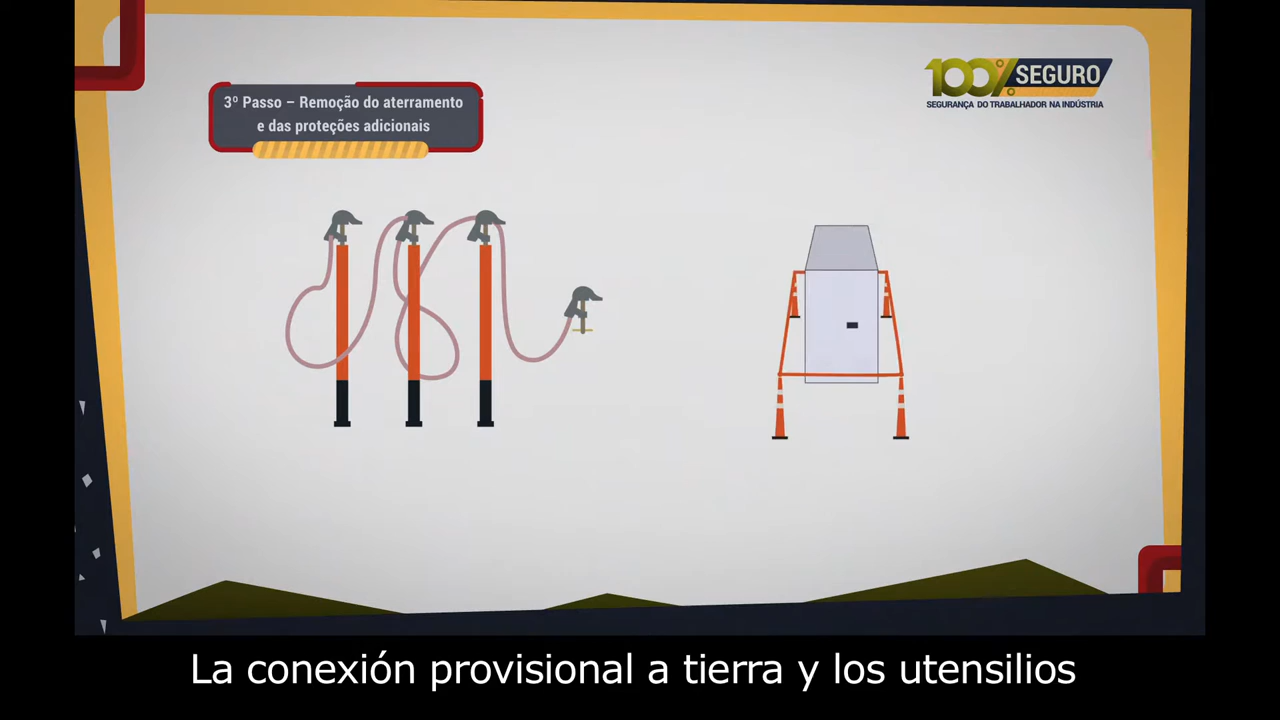 3º Passo – Remoção do aterramento
e das proteções adicionais
100% SEGURO
SEGURANÇA DO TRABALHADOR NA INDÚSTRIA
La conexión provisional a tierra y los utensilios